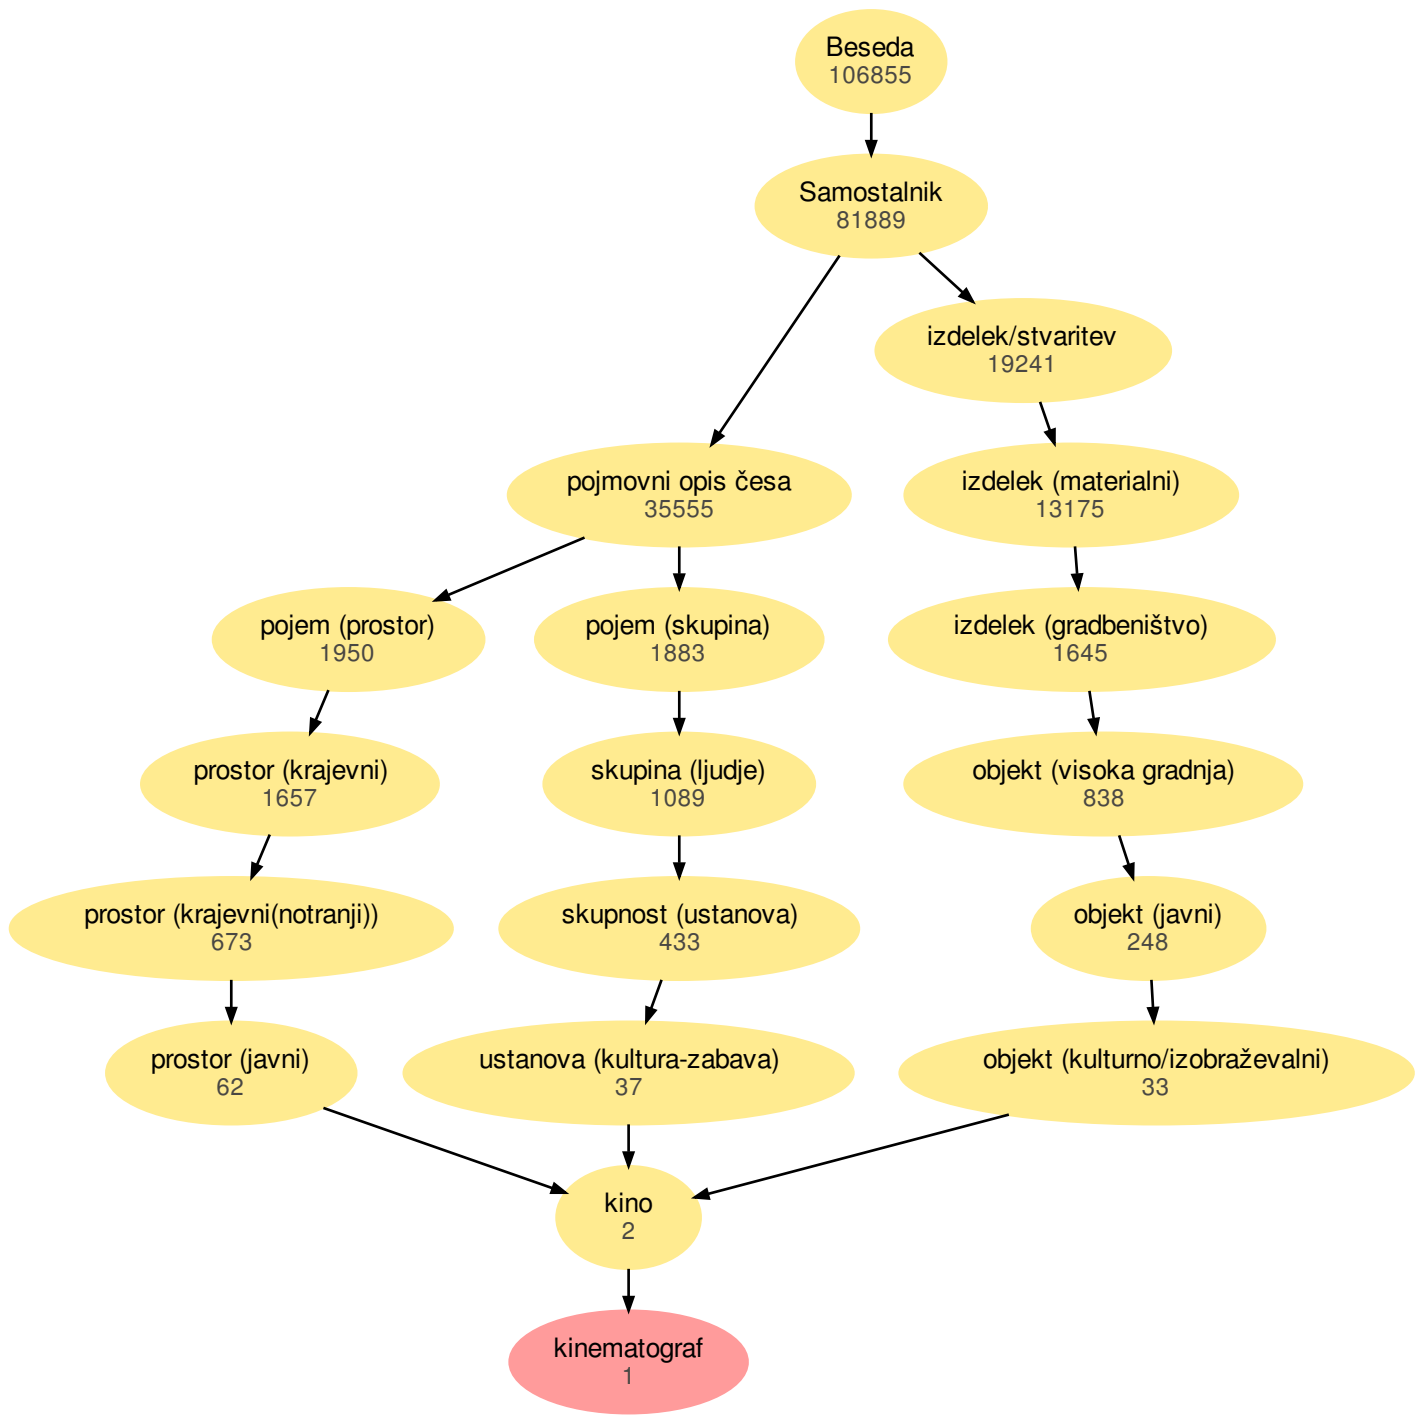 Beseda
106855
Samostalnik
81889
izdelek/stvaritev
19241
pojmovni opis česa
35555
izdelek (materialni)
13175
pojem (prostor)
1950
pojem (skupina)
1883
izdelek (gradbeništvo)
1645
prostor (krajevni)
1657
skupina (ljudje)
1089
objekt (visoka gradnja)
838
prostor (krajevni(notranji))
673
skupnost (ustanova)
433
objekt (javni)
248
prostor (javni)
62
ustanova (kultura-zabava)
37
objekt (kulturno/izobraževalni)
33
kino
2
kinematograf
1